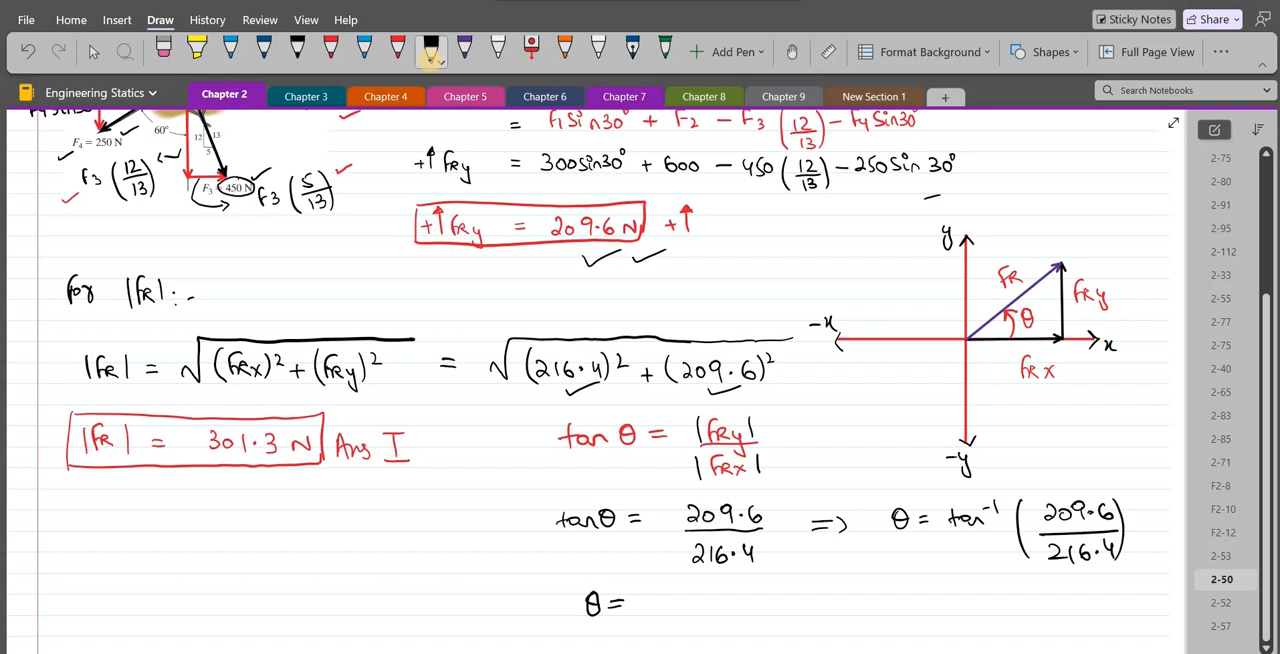 File Home Insert Draw History Review View Help
Sticky Notes Share
Add Pen Format Background Shapes Full Page View
Engineering Statics Chapter 2 Chapter 3 Chapter 4 Chapter 5 Chapter 6 Chapter 7 Chapter 8 Chapter 9 New Section 1 + Search Notebooks
= F1 Sin30° + F2 - F3 (12/13) - F4 Sin30°
60° 12 13 5
F4 = 250 N
+↑ FRy = 300sin30° + 600 - 450 (12/13) - 250 sin 30°
F3 (12/13) F3 = 450 N F3 (5/13)
+↑ FRy = 209.6 N +↑
For |FR| :-
|FR| = √(FRx)² + (FRy)² = √(216.4)² + (209.6)²
|FR| = 301.3 N Ans I
tan θ = |FRy| / |FRx|
tanθ = 209.6 / 216.4 => θ = tan⁻¹ (209.6 / 216.4)
θ =
y
FR FRy
θ
-x x
FRx
-y
2-75
2-80
2-91
2-95
2-112
2-33
2-55
2-77
2-75
2-40
2-65
2-83
2-85
2-71
F2-8
F2-10
F2-12
2-53
2-50
2-52
2-57